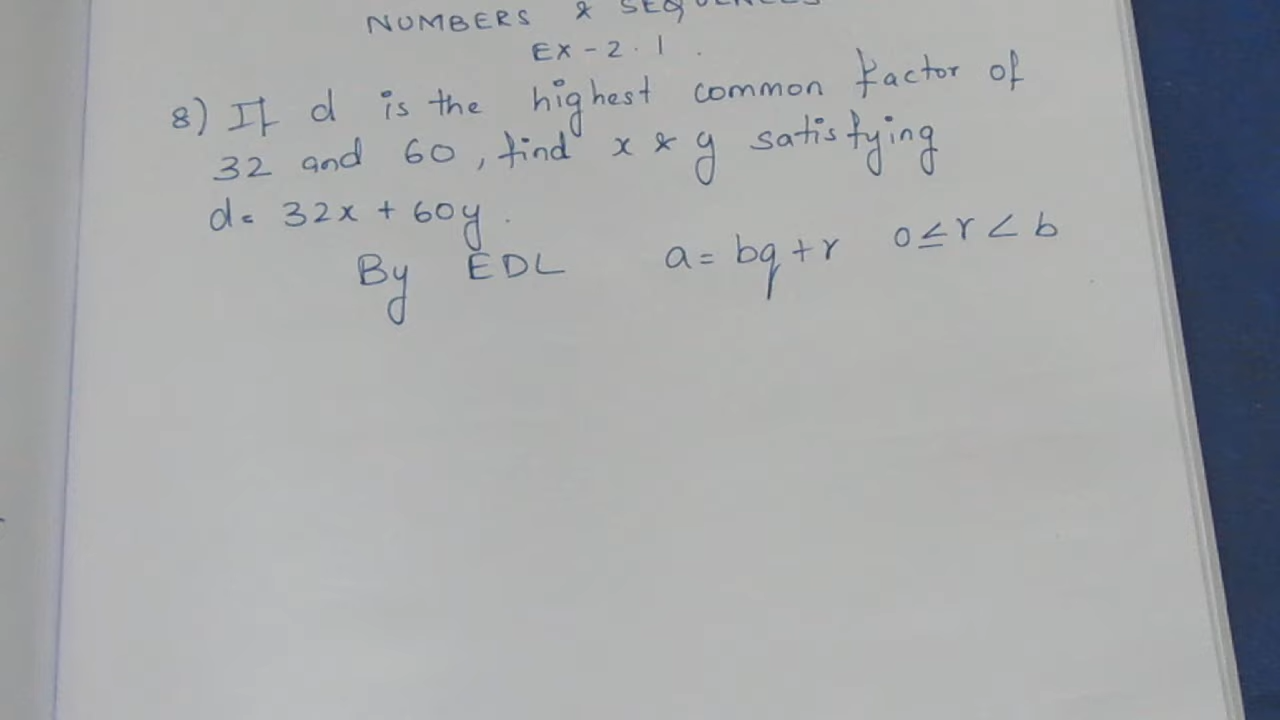 NUMBERS & SEQUENCES
EX-2.1.
8) If d is the highest common factor of
32 and 60, find x & y satisfying
d= 32x + 60y.
By EDL a= bq+r 0≤r<b